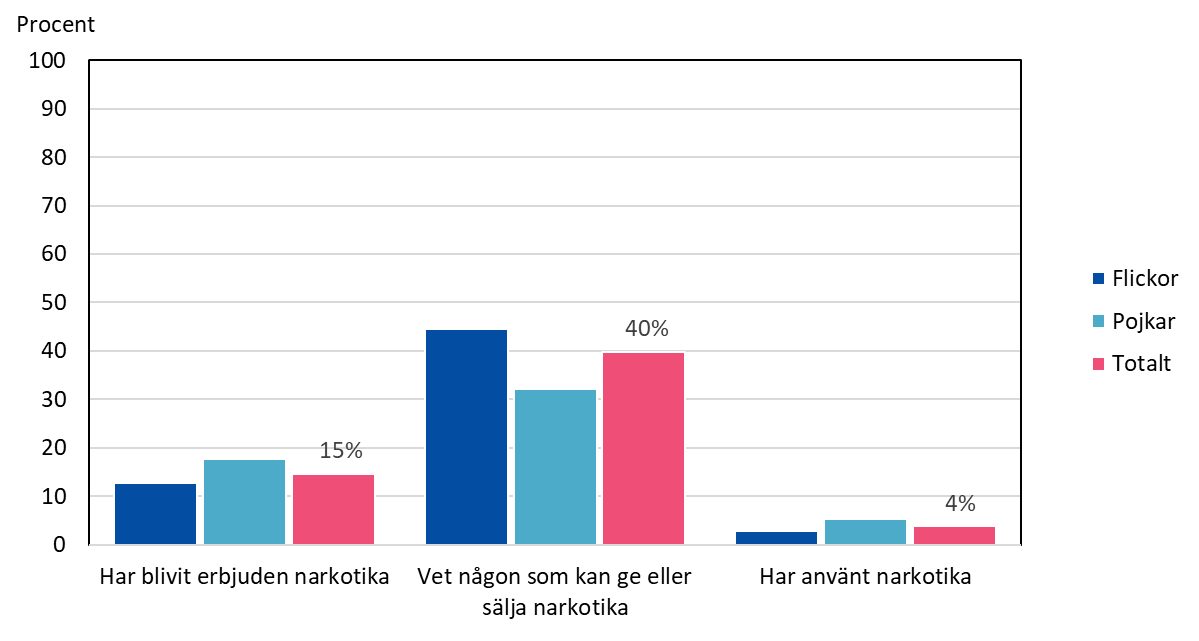 Procent
100
90
80
70
60
50
40
30
20
10
0
15%
40%
4%
Har blivit erbjuden narkotika
Vet någon som kan ge eller
sälja narkotika
Har använt narkotika
Flickor
Pojkar
Totalt